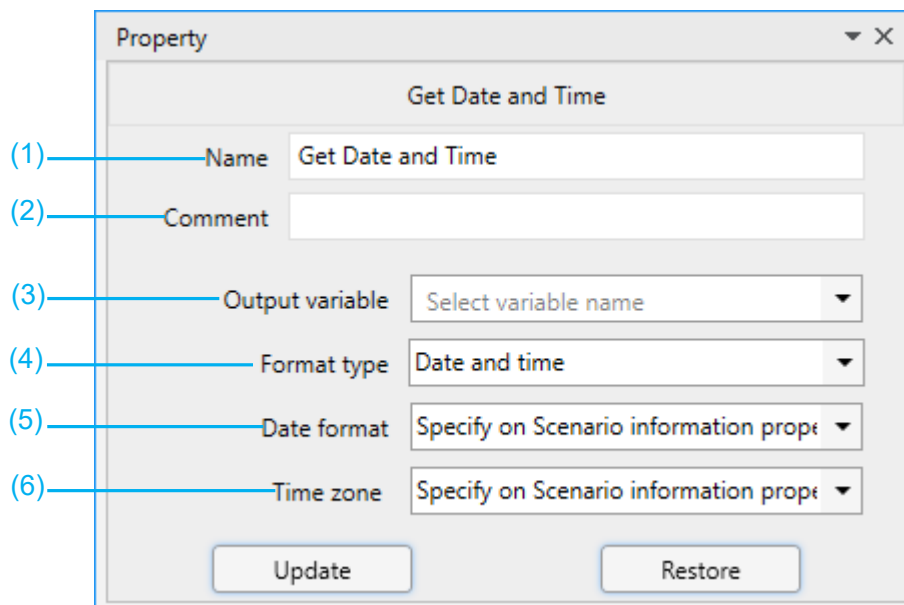 Property
Get Date and Time
(1) Name Get Date and Time
(2) Comment
(3) Output variable Select variable name
(4) Format type Date and time
(5) Date format Specify on Scenario information prope
(6) Time zone Specify on Scenario information prope
Update Restore